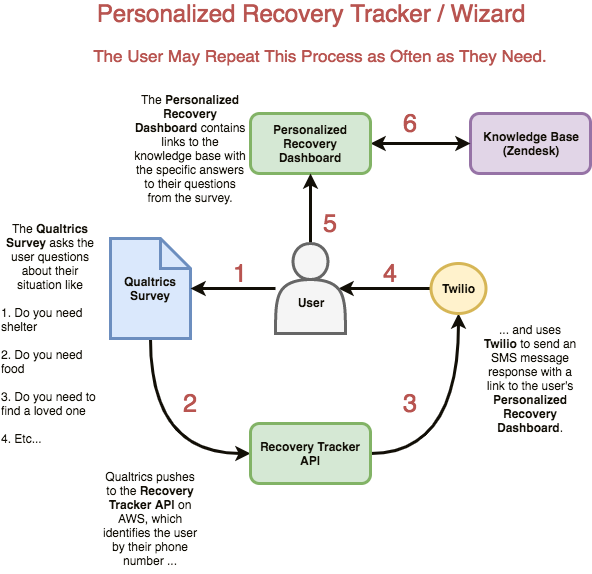 Personalized Recovery Tracker / Wizard
The User May Repeat This Process as Often as They Need.
The Personalized
Recovery
Dashboard contains
links to the
knowledge base with
the specific answers
to their questions
from the survey.
Personalized
Recovery
Dashboard
6
Knowledge Base
(Zendesk)
5
The Qualtrics
Survey asks the
user questions
about their
situation like
1. Do you need
shelter
2. Do you need
food
3. Do you need to
find a loved one
4. Etc...
Qualtrics
Survey
1
User
4
Twilio
... and uses
Twilio to send an
SMS message
response with a
link to the user's
Personalized
Recovery
Dashboard.
2
3
Recovery Tracker
API
Qualtrics pushes
to the Recovery
Tracker API on
AWS, which
identifies the user
by their phone
number ...